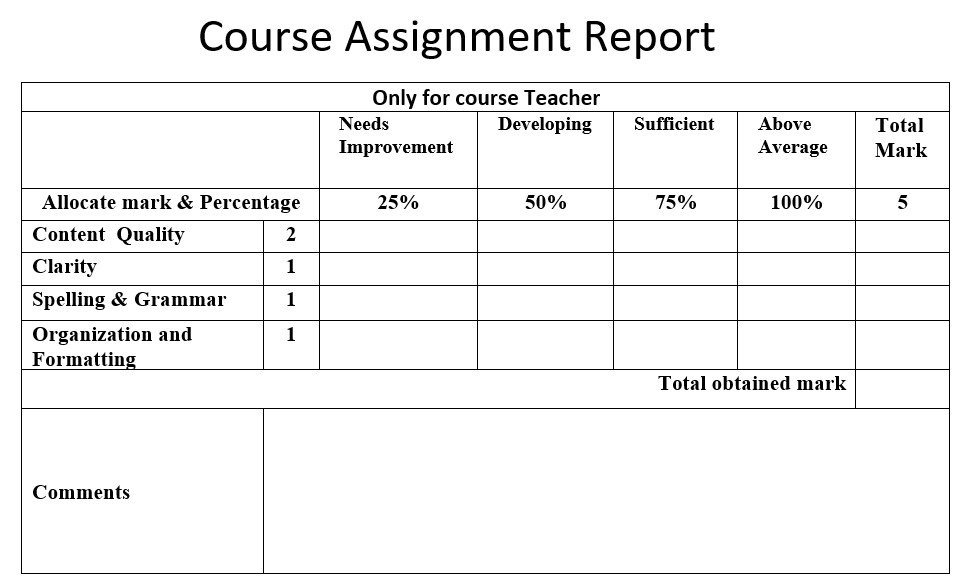 Course Assignment Report
Only for course Teacher
Needs Improvement Developing Sufficient Above Average Total Mark
Allocate mark & Percentage 25% 50% 75% 100% 5
Content Quality 2
Clarity 1
Spelling & Grammar 1
Organization and Formatting 1
Total obtained mark
Comments